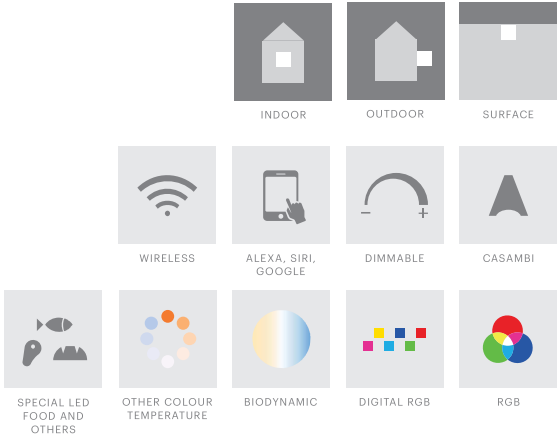 INDOOR
OUTDOOR
SURFACE
WIRELESS
ALEXA, SIRI,
GOOGLE
DIMMABLE
CASAMBI
SPECIAL LED
FOOD AND
OTHERS
OTHER COLOUR
TEMPERATURE
BIODYNAMIC
DIGITAL RGB
RGB